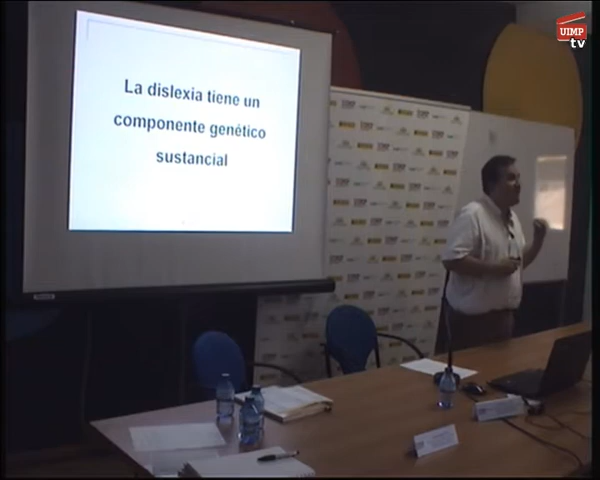 UIMP
tv
La dislexia tiene un
componente genético
sustancial